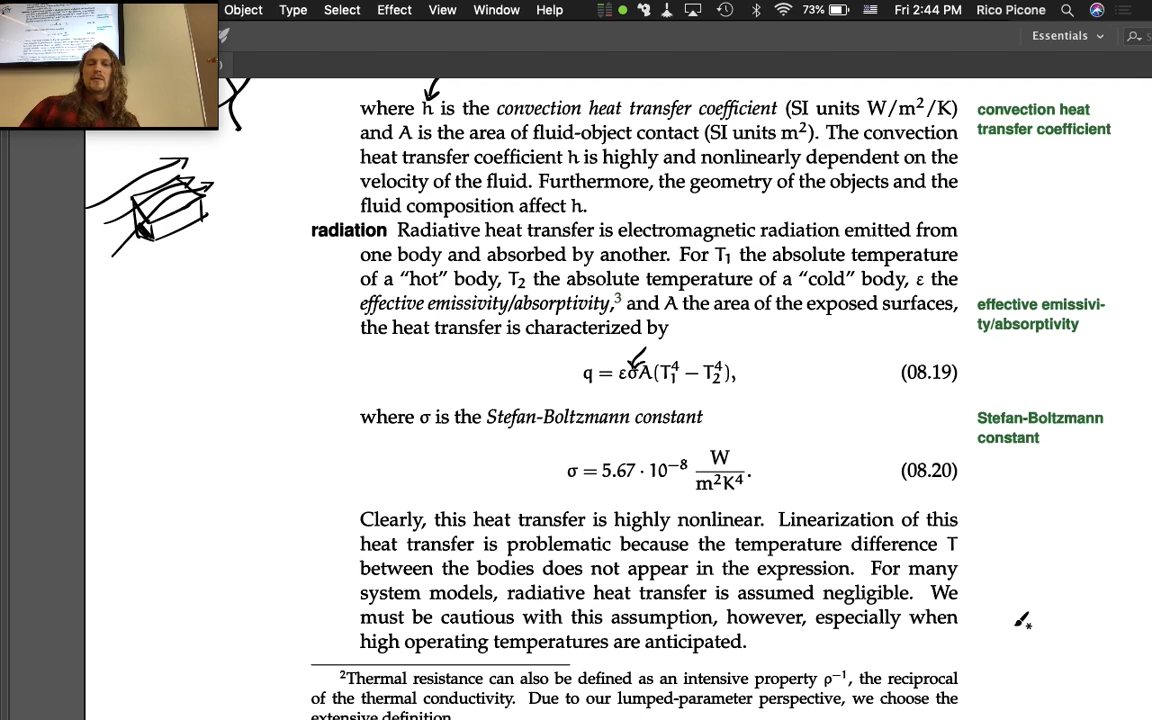 Object Type Select Effect View Window Help 73% Fri 2:44 PM Rico Picone
Essentials
where h is the convection heat transfer coefficient (SI units W/m²/K)
convection heat
and A is the area of fluid-object contact (SI units m²). The convection
transfer coefficient
heat transfer coefficient h is highly and nonlinearly dependent on the
velocity of the fluid. Furthermore, the geometry of the objects and the
fluid composition affect h.
radiation Radiative heat transfer is electromagnetic radiation emitted from
one body and absorbed by another. For T₁ the absolute temperature
of a “hot” body, T₂ the absolute temperature of a “cold” body, ε the
effective emissivity/absorptivity,³ and A the area of the exposed surfaces,
effective emissivi-
ty/absorptivity
the heat transfer is characterized by
q = εσA(T₁⁴ − T₂⁴), (08.19)
where σ is the Stefan-Boltzmann constant
Stefan-Boltzmann
constant
σ = 5.67 · 10⁻⁸ W/m²K⁴. (08.20)
Clearly, this heat transfer is highly nonlinear. Linearization of this
heat transfer is problematic because the temperature difference T
between the bodies does not appear in the expression. For many
system models, radiative heat transfer is assumed negligible. We
must be cautious with this assumption, however, especially when
high operating temperatures are anticipated.
²Thermal resistance can also be defined as an intensive property ρ⁻¹, the reciprocal
of the thermal conductivity. Due to our lumped-parameter perspective, we choose the
extensive definition.